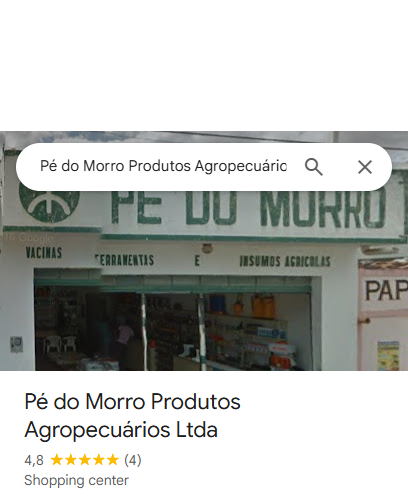 Pé do Morro Produtos Agropecuário
PÉ DO MORRO
Google
VACINAS FERRAMENTAS E INSUMOS AGRICOLAS
PAP
Pé do Morro Produtos
Agropecuários Ltda
4,8 (4)
Shopping center